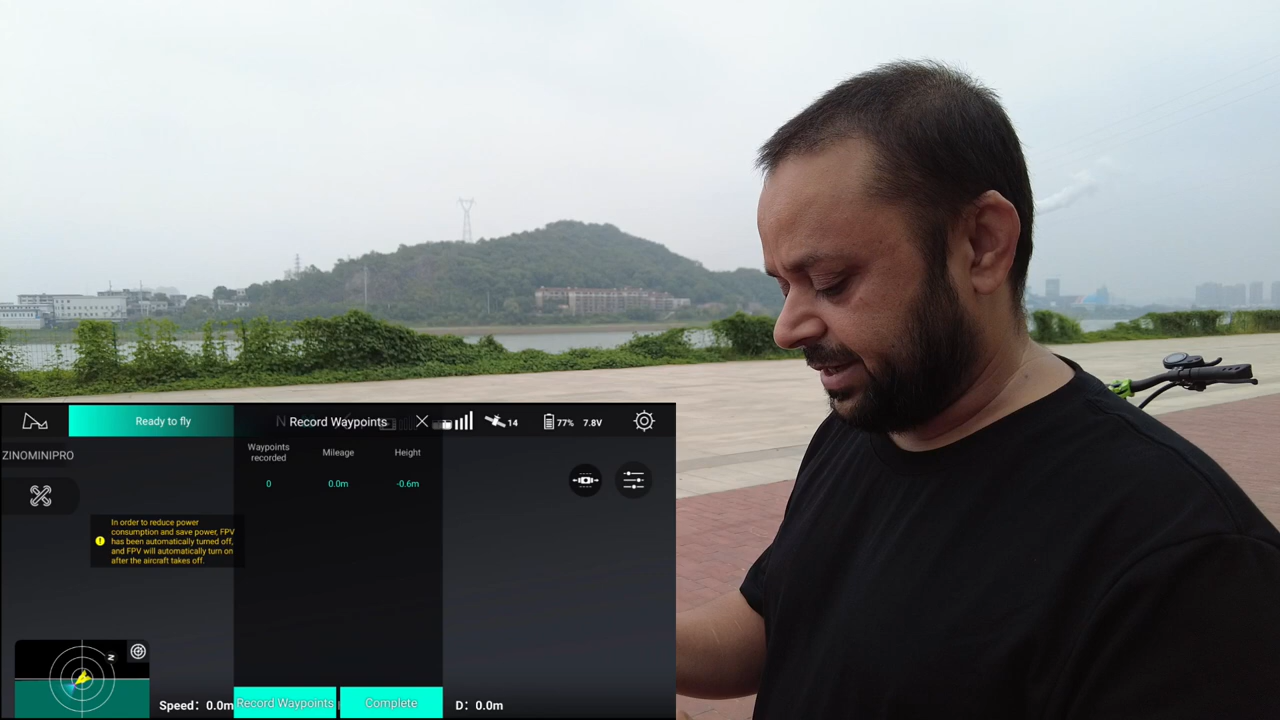 Ready to fly
Record Waypoints
14
77%
7.8V
ZINOMINIPRO
Waypoints
recorded
Mileage
Height
0
0.0m
-0.6m
In order to reduce power
consumption and save power, FPV
has been automatically turned off,
and FPV will automatically turn on
after the aircraft takes off.
N
Speed: 0.0m
Record Waypoints
Complete
D: 0.0m